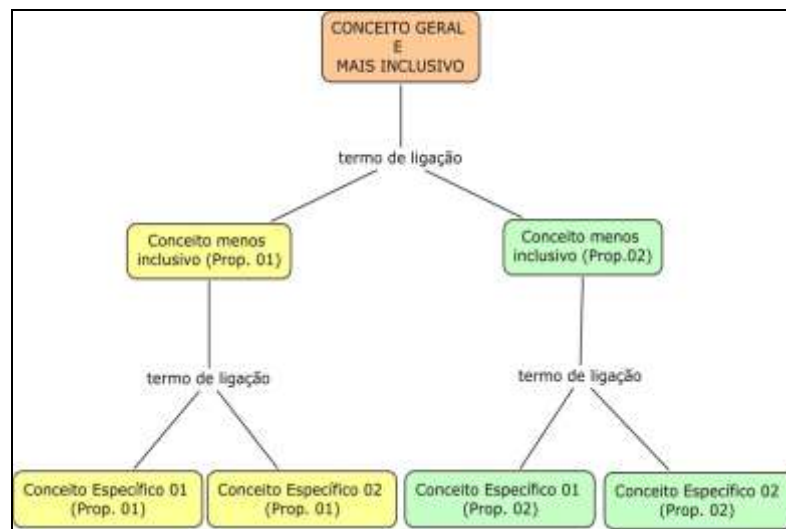 CONCEITO GERAL
E
MAIS INCLUSIVO
termo de ligação
Conceito menos
inclusivo (Prop. 01)
Conceito menos
inclusivo (Prop.02)
termo de ligação
termo de ligação
Conceito Específico 01
(Prop. 01)
Conceito Específico 02
(Prop. 01)
Conceito Específico 01
(Prop. 02)
Conceito Específico 02
(Prop. 02)